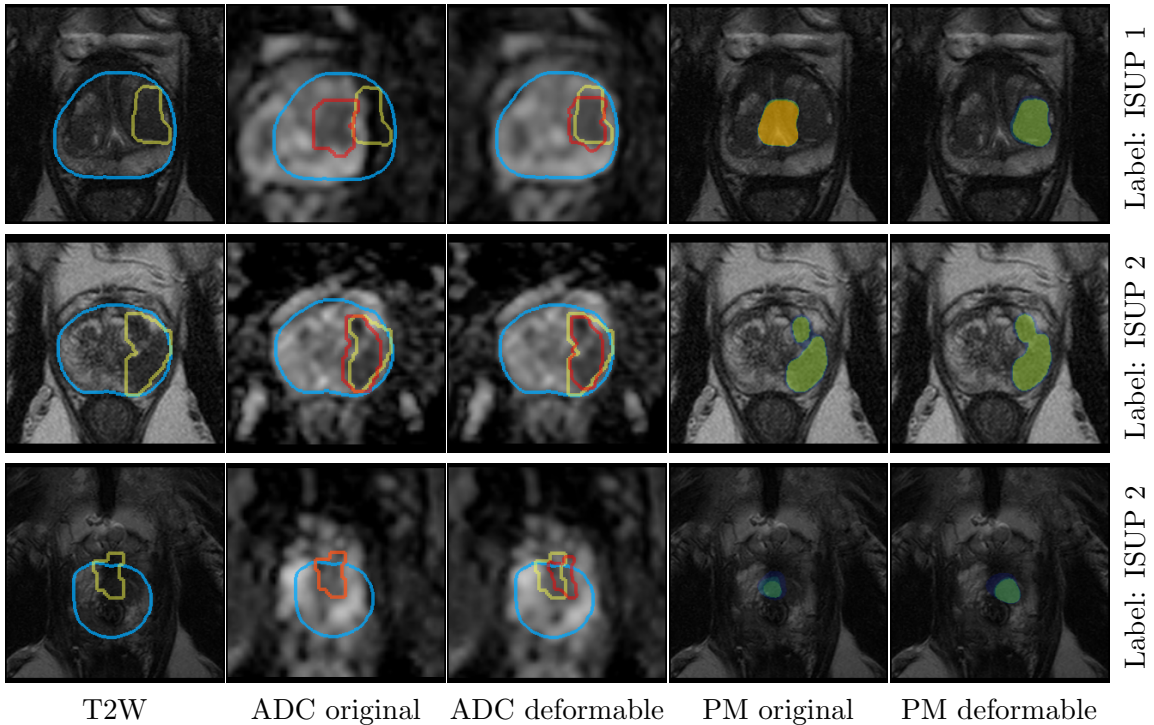 Label: ISUP 1
Label: ISUP 2
Label: ISUP 2
T2W
ADC original
ADC deformable
PM original
PM deformable